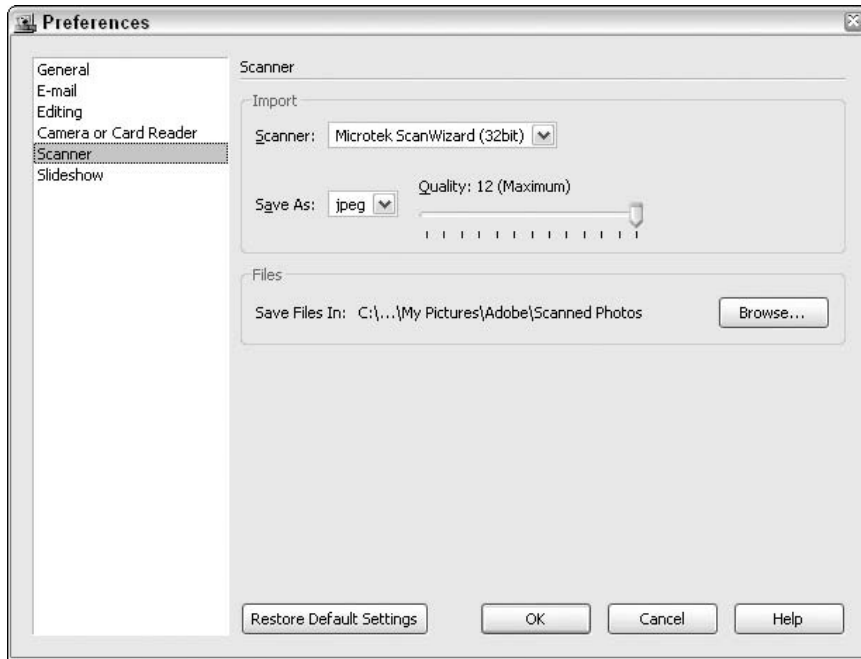 Preferences
General
E-mail
Editing
Camera or Card Reader
Scanner
Slideshow
Scanner
Import
Scanner: Microtek ScanWizard (32bit)
Quality: 12 (Maximum)
Save As: jpeg
Files
Save Files In: C:\...\My Pictures\Adobe\Scanned Photos Browse...
Restore Default Settings OK Cancel Help